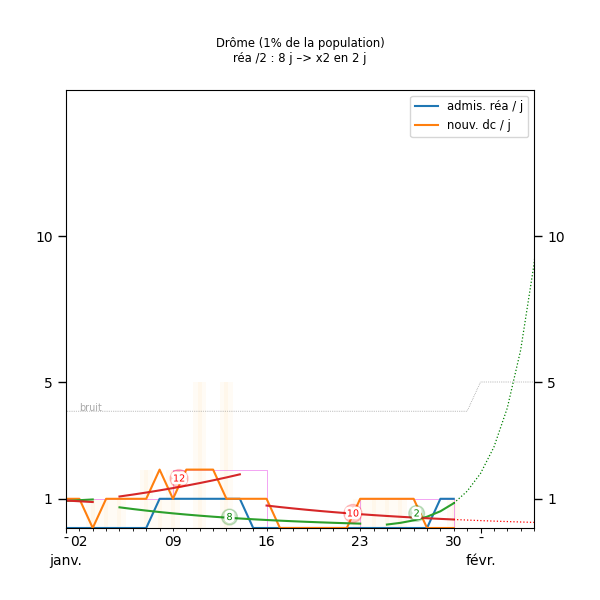 Drôme (1% de la population)
réa /2 : 8 j –> x2 en 2 j
admis. réa / j
nouv. dc / j
10 10
5 5
bruit
12
1 1
8 10 2
02 09 16 23 30
janv. févr.